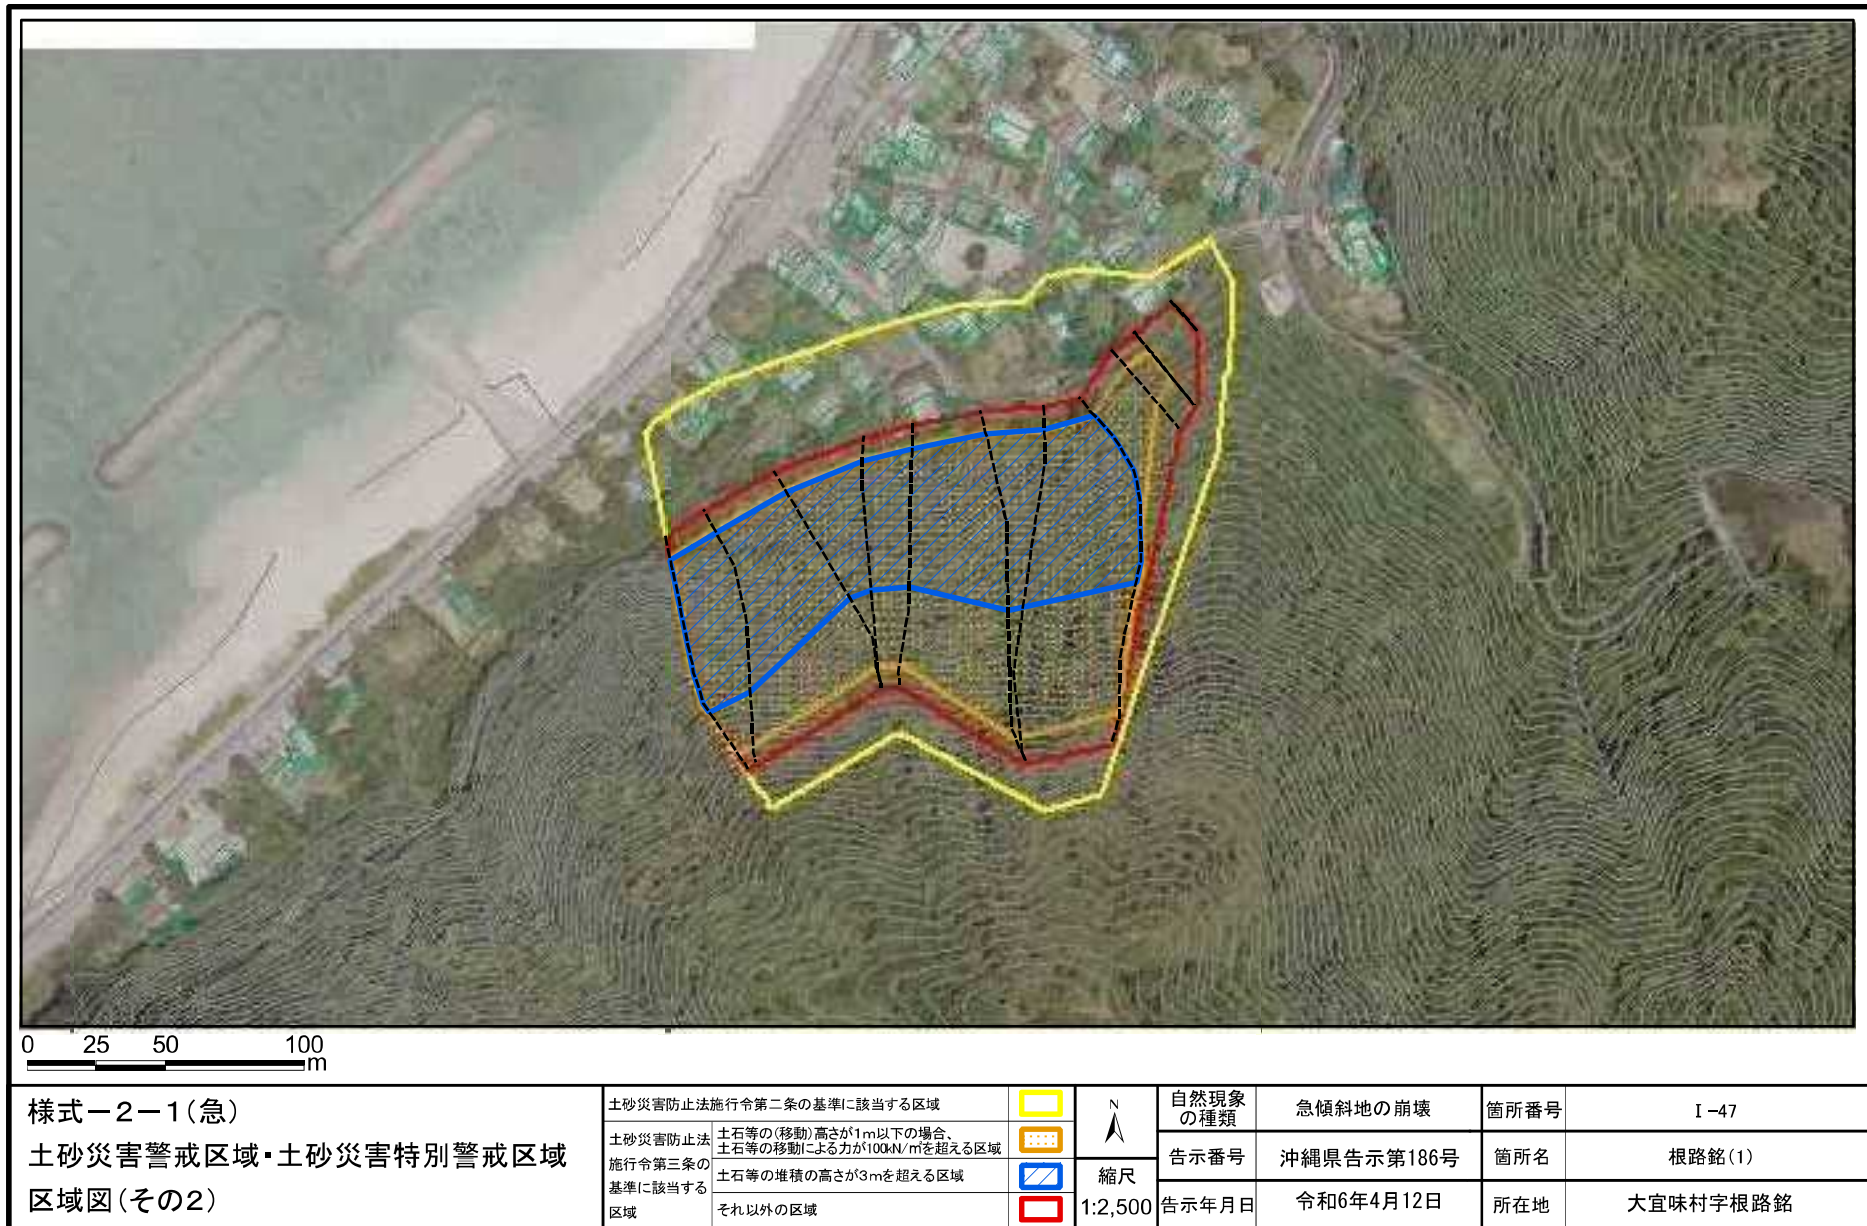 0 25 50 100
m
様式－2－1(急)
土砂災害警戒区域・土砂災害特別警戒区域
区域図(その2)
土砂災害防止法施行令第二条の基準に該当する区域
土砂災害防止法
施行令第三条の
基準に該当する
区域
土石等の(移動)高さが1m以下の場合、
土石等の移動による力が100kN/㎡を超える区域
土石等の堆積の高さが3mを超える区域
それ以外の区域
N
縮尺
1:2,500
自然現象
の種類
急傾斜地の崩壊
箇所番号
Ⅰ-47
告示番号
沖縄県告示第186号
箇所名
根路銘(1)
告示年月日
令和6年4月12日
所在地
大宜味村字根路銘